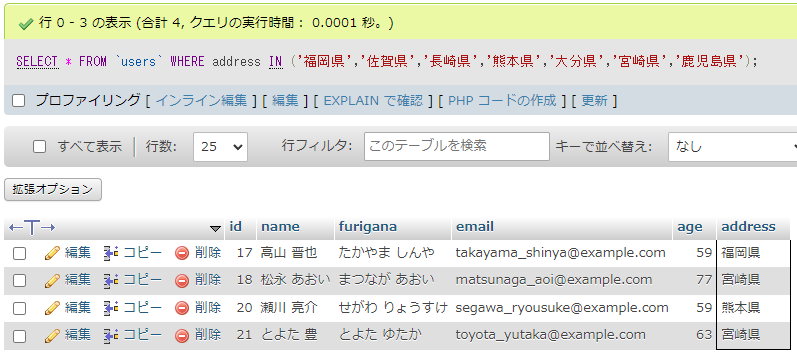 行 0 - 3 の表示 (合計 4, クエリの実行時間： 0.0001 秒。)
SELECT * FROM `users` WHERE address IN ('福岡県','佐賀県','長崎県','熊本県','大分県','宮崎県','鹿児島県');
プロファイリング [ インライン編集 ] [ 編集 ] [ EXPLAIN で確認 ] [ PHP コードの作成 ] [ 更新 ]
すべて表示 | 行数: 25 行フィルタ: このテーブルを検索 キーで並べ替え: なし
拡張オプション
←T→ id name furigana email age address
編集 コピー 削除 17 高山 晋也 たかやま しんや takayama_shinya@example.com 59 福岡県
編集 コピー 削除 18 松永 あおい まつなが あおい matsunaga_aoi@example.com 77 宮崎県
編集 コピー 削除 20 瀬川 亮介 せがわ りょうすけ segawa_ryousuke@example.com 59 熊本県
編集 コピー 削除 21 とよた 豊 とよた ゆたか toyota_yutaka@example.com 63 宮崎県